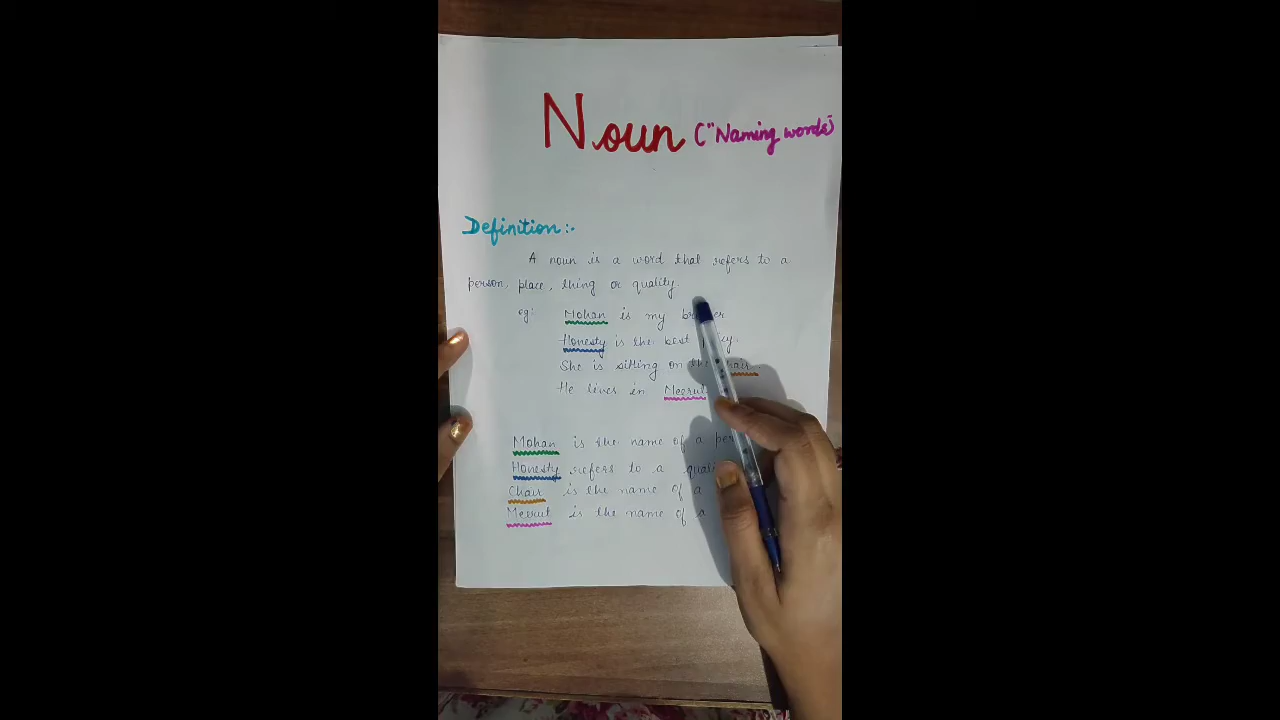 Noun ("Naming words")
Definition:-
A noun is a word that refers to a
person, place, thing or quality.
eg: Mohan is my
Honesty is the best
She is sitting on the
He lives in Meerut
Mohan is the name of a
Honesty refers to a
Chair is the name of a
Meerut is the name of a